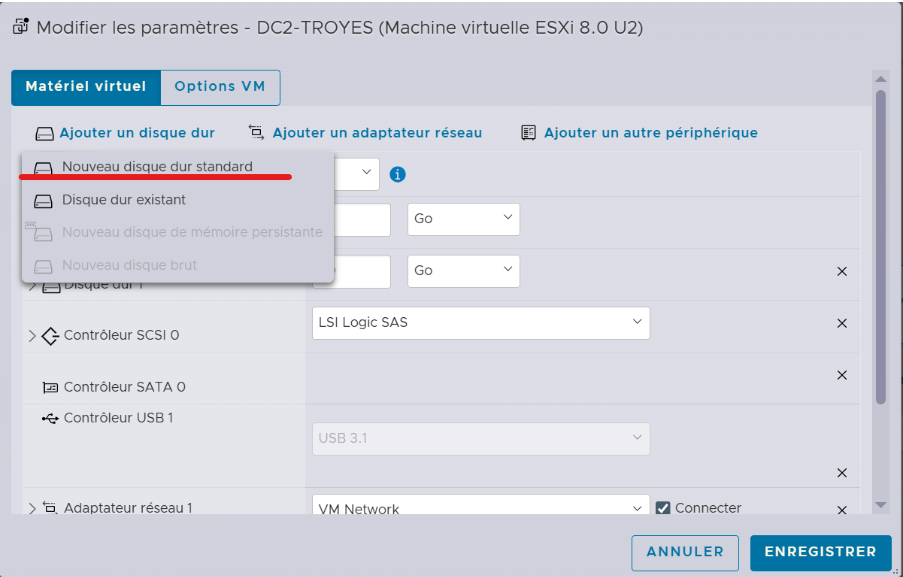 Modifier les paramètres - DC2-TROYES (Machine virtuelle ESXi 8.0 U2)
Matériel virtuel
Options VM
Ajouter un disque dur
Ajouter un adaptateur réseau
Ajouter un autre périphérique
Nouveau disque dur standard
Disque dur existant
Nouveau disque de mémoire persistante
Nouveau disque brut
Go
Go
Disque dur 1
Contrôleur SCSI 0
LSI Logic SAS
Contrôleur SATA 0
Contrôleur USB 1
USB 3.1
Adaptateur réseau 1
VM Network
Connecter
ANNULER
ENREGISTRER